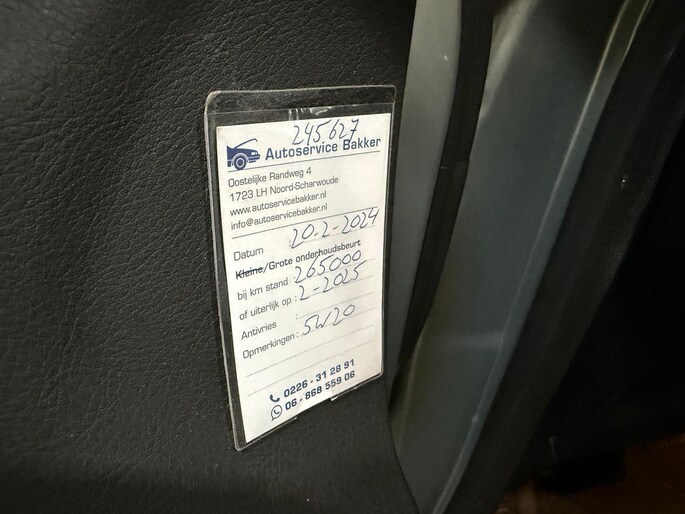 245627
Autoservice Bakker
Oostelijke Randweg 4
1723 LH Noord-Scharwoude
www.autoservicebakker.nl
info@autoservicebakker.nl
Datum : 20-2-2024
Kleine/Grote onderhoudsbeurt
bij km stand : 265000
of uiterlijk op : 2-2025
Antivries :
Opmerkingen : 5W20
0226 - 31 28 91
06 - 868 559 06